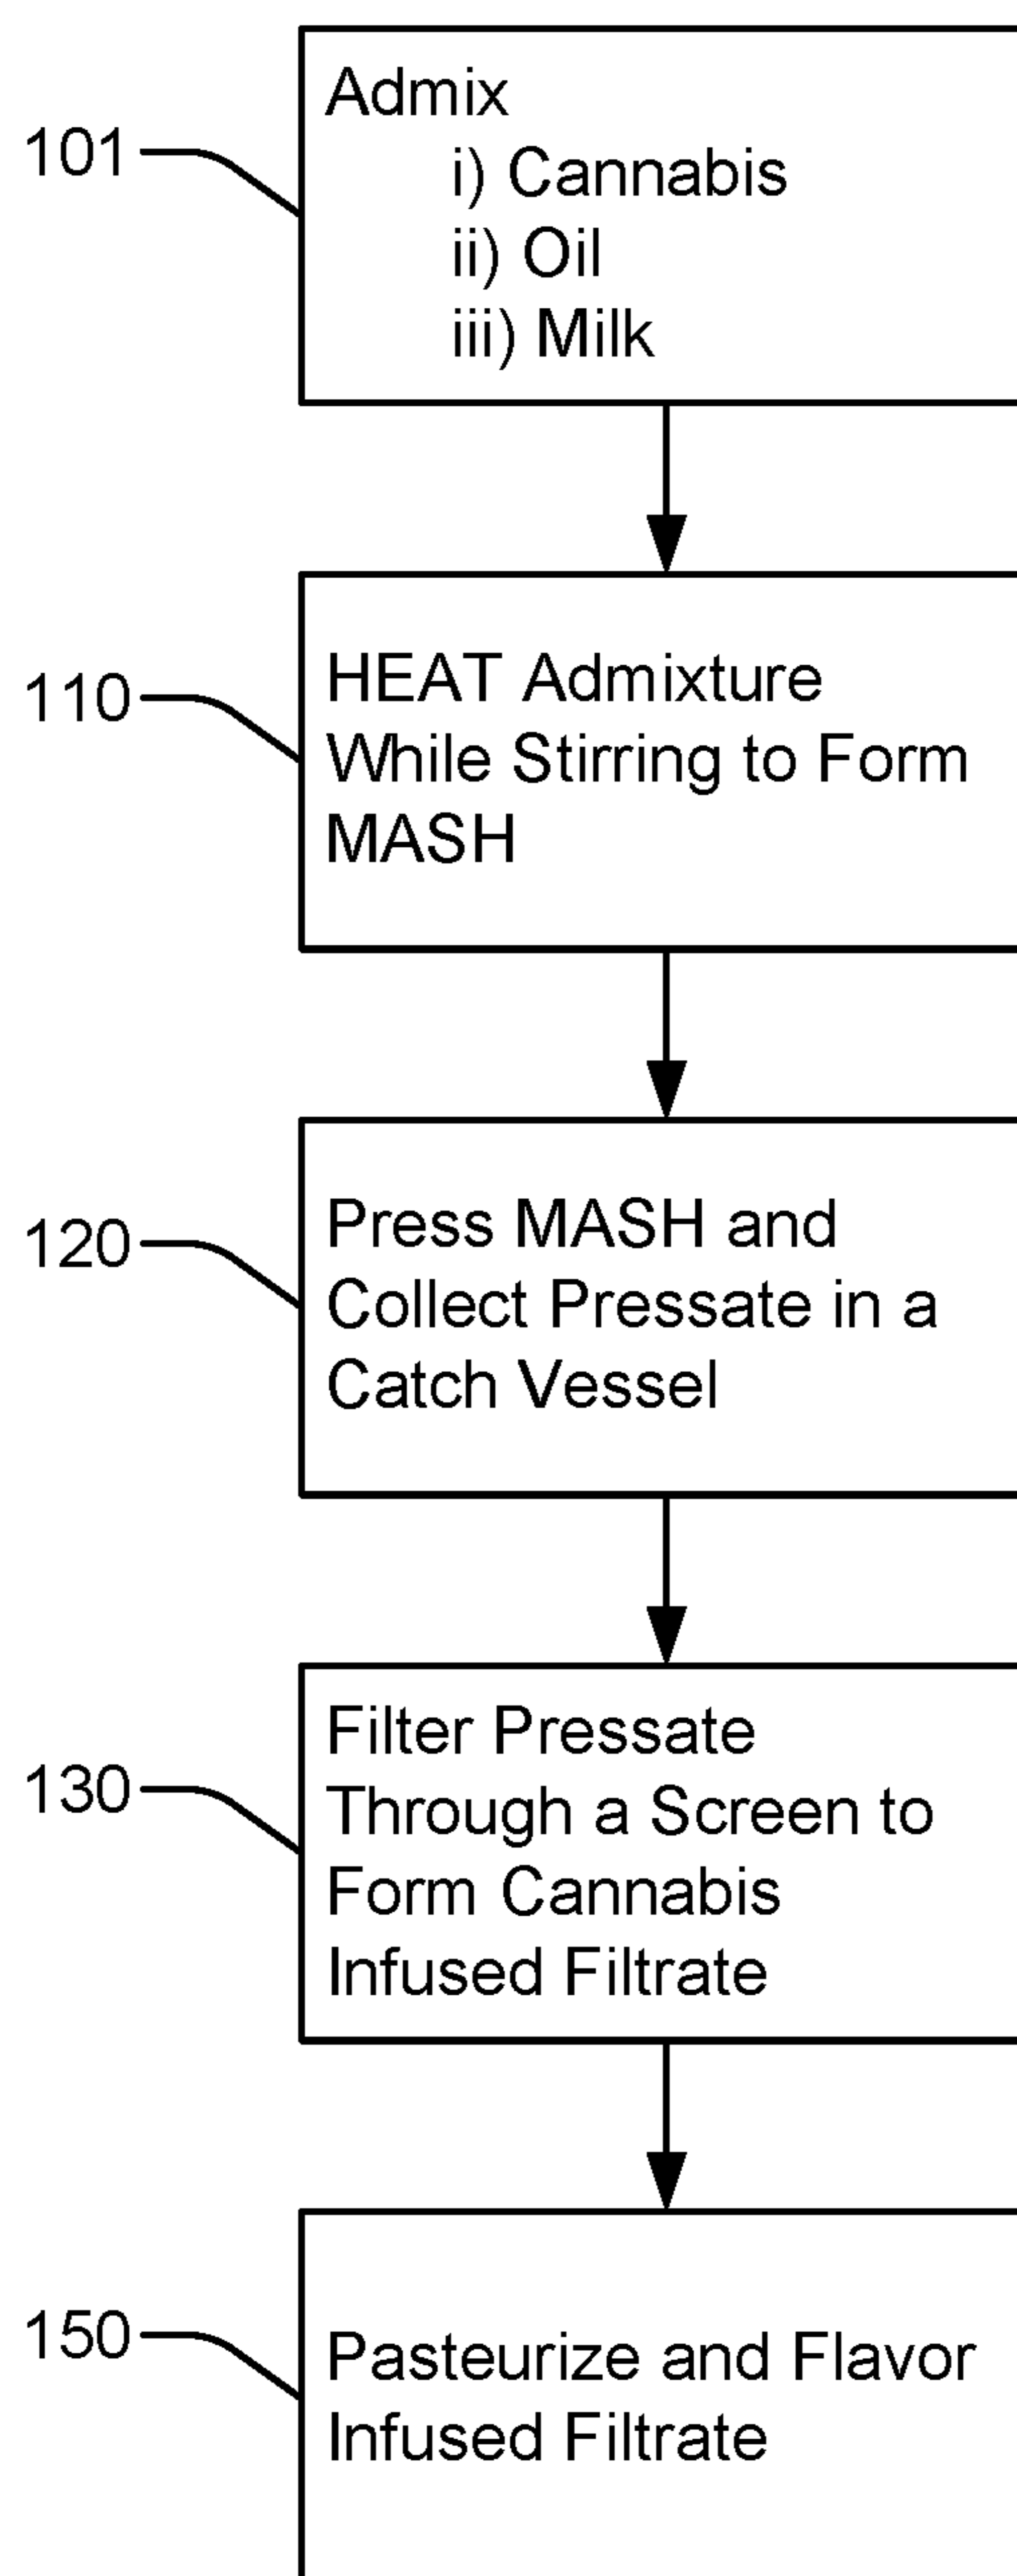 101
Admix
i) Cannabis
ii) Oil
iii) Milk
110
HEAT Admixture
While Stirring to Form
MASH
120
Press MASH and
Collect Pressate in a
Catch Vessel
130
Filter Pressate
Through a Screen to
Form Cannabis
Infused Filtrate
150
Pasteurize and Flavor
Infused Filtrate